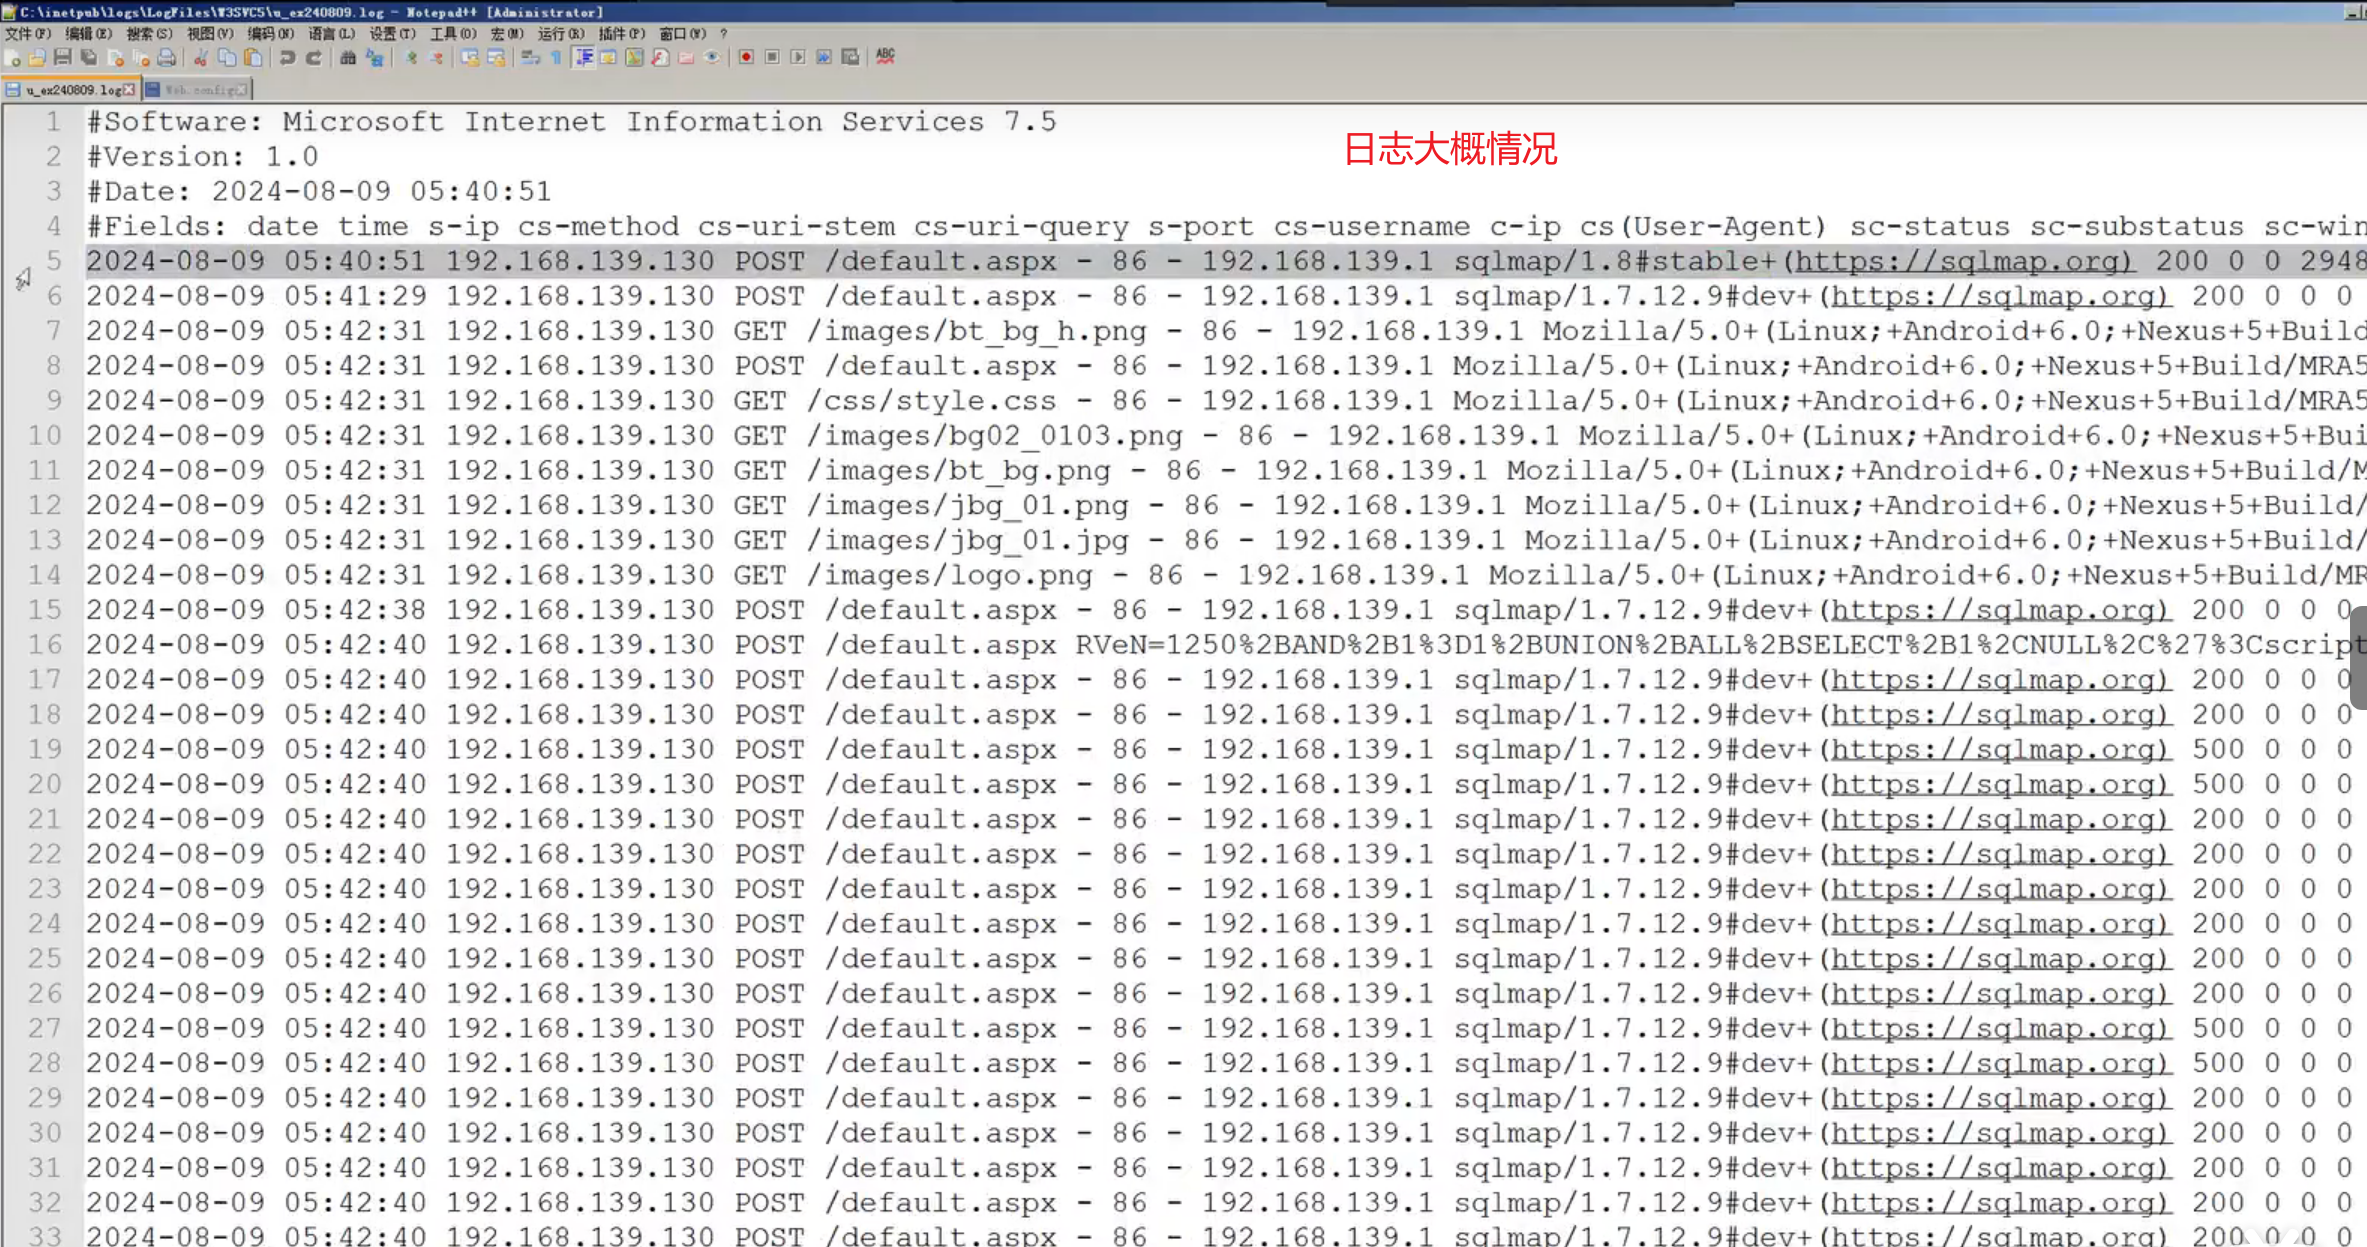 C:\inetpub\logs\LogFiles\W3SVC5\u_ex240809.log - Notepad++ [Administrator]
文件(F) 编辑(E) 搜索(S) 视图(V) 编码(N) 语言(L) 设置(T) 工具(O) 宏(M) 运行(R) 插件(P) 窗口(W) ?
ABC
u_ex240809.log Web.config
日志大概情况
1 #Software: Microsoft Internet Information Services 7.5
2 #Version: 1.0
3 #Date: 2024-08-09 05:40:51
4 #Fields: date time s-ip cs-method cs-uri-stem cs-uri-query s-port cs-username c-ip cs(User-Agent) sc-status sc-substatus sc-win
5 2024-08-09 05:40:51 192.168.139.130 POST /default.aspx - 86 - 192.168.139.1 sqlmap/1.8#stable+(https://sqlmap.org) 200 0 0 2948
6 2024-08-09 05:41:29 192.168.139.130 POST /default.aspx - 86 - 192.168.139.1 sqlmap/1.7.12.9#dev+(https://sqlmap.org) 200 0 0 0
7 2024-08-09 05:42:31 192.168.139.130 GET /images/bt_bg_h.png - 86 - 192.168.139.1 Mozilla/5.0+(Linux;+Android+6.0;+Nexus+5+Build
8 2024-08-09 05:42:31 192.168.139.130 POST /default.aspx - 86 - 192.168.139.1 Mozilla/5.0+(Linux;+Android+6.0;+Nexus+5+Build/MRA5
9 2024-08-09 05:42:31 192.168.139.130 GET /css/style.css - 86 - 192.168.139.1 Mozilla/5.0+(Linux;+Android+6.0;+Nexus+5+Build/MRA5
10 2024-08-09 05:42:31 192.168.139.130 GET /images/bg02_0103.png - 86 - 192.168.139.1 Mozilla/5.0+(Linux;+Android+6.0;+Nexus+5+Bui
11 2024-08-09 05:42:31 192.168.139.130 GET /images/bt_bg.png - 86 - 192.168.139.1 Mozilla/5.0+(Linux;+Android+6.0;+Nexus+5+Build/M
12 2024-08-09 05:42:31 192.168.139.130 GET /images/jbg_01.png - 86 - 192.168.139.1 Mozilla/5.0+(Linux;+Android+6.0;+Nexus+5+Build/
13 2024-08-09 05:42:31 192.168.139.130 GET /images/jbg_01.jpg - 86 - 192.168.139.1 Mozilla/5.0+(Linux;+Android+6.0;+Nexus+5+Build/
14 2024-08-09 05:42:31 192.168.139.130 GET /images/logo.png - 86 - 192.168.139.1 Mozilla/5.0+(Linux;+Android+6.0;+Nexus+5+Build/MR
15 2024-08-09 05:42:38 192.168.139.130 POST /default.aspx - 86 - 192.168.139.1 sqlmap/1.7.12.9#dev+(https://sqlmap.org) 200 0 0 0
16 2024-08-09 05:42:40 192.168.139.130 POST /default.aspx RVeN=1250%2BAND%2B1%3D1%2BUNION%2BALL%2BSELECT%2B1%2CNULL%2C%27%3Cscript
17 2024-08-09 05:42:40 192.168.139.130 POST /default.aspx - 86 - 192.168.139.1 sqlmap/1.7.12.9#dev+(https://sqlmap.org) 200 0 0 0
18 2024-08-09 05:42:40 192.168.139.130 POST /default.aspx - 86 - 192.168.139.1 sqlmap/1.7.12.9#dev+(https://sqlmap.org) 200 0 0 0
19 2024-08-09 05:42:40 192.168.139.130 POST /default.aspx - 86 - 192.168.139.1 sqlmap/1.7.12.9#dev+(https://sqlmap.org) 500 0 0 0
20 2024-08-09 05:42:40 192.168.139.130 POST /default.aspx - 86 - 192.168.139.1 sqlmap/1.7.12.9#dev+(https://sqlmap.org) 500 0 0 0
21 2024-08-09 05:42:40 192.168.139.130 POST /default.aspx - 86 - 192.168.139.1 sqlmap/1.7.12.9#dev+(https://sqlmap.org) 200 0 0 0
22 2024-08-09 05:42:40 192.168.139.130 POST /default.aspx - 86 - 192.168.139.1 sqlmap/1.7.12.9#dev+(https://sqlmap.org) 200 0 0 0
23 2024-08-09 05:42:40 192.168.139.130 POST /default.aspx - 86 - 192.168.139.1 sqlmap/1.7.12.9#dev+(https://sqlmap.org) 200 0 0 0
24 2024-08-09 05:42:40 192.168.139.130 POST /default.aspx - 86 - 192.168.139.1 sqlmap/1.7.12.9#dev+(https://sqlmap.org) 200 0 0 0
25 2024-08-09 05:42:40 192.168.139.130 POST /default.aspx - 86 - 192.168.139.1 sqlmap/1.7.12.9#dev+(https://sqlmap.org) 200 0 0 0
26 2024-08-09 05:42:40 192.168.139.130 POST /default.aspx - 86 - 192.168.139.1 sqlmap/1.7.12.9#dev+(https://sqlmap.org) 200 0 0 0
27 2024-08-09 05:42:40 192.168.139.130 POST /default.aspx - 86 - 192.168.139.1 sqlmap/1.7.12.9#dev+(https://sqlmap.org) 500 0 0 0
28 2024-08-09 05:42:40 192.168.139.130 POST /default.aspx - 86 - 192.168.139.1 sqlmap/1.7.12.9#dev+(https://sqlmap.org) 500 0 0 0
29 2024-08-09 05:42:40 192.168.139.130 POST /default.aspx - 86 - 192.168.139.1 sqlmap/1.7.12.9#dev+(https://sqlmap.org) 200 0 0 0
30 2024-08-09 05:42:40 192.168.139.130 POST /default.aspx - 86 - 192.168.139.1 sqlmap/1.7.12.9#dev+(https://sqlmap.org) 200 0 0 0
31 2024-08-09 05:42:40 192.168.139.130 POST /default.aspx - 86 - 192.168.139.1 sqlmap/1.7.12.9#dev+(https://sqlmap.org) 200 0 0 0
32 2024-08-09 05:42:40 192.168.139.130 POST /default.aspx - 86 - 192.168.139.1 sqlmap/1.7.12.9#dev+(https://sqlmap.org) 200 0 0 0
33 2024-08-09 05:42:40 192.168.139.130 POST /default.aspx - 86 - 192.168.139.1 sqlmap/1.7.12.9#dev+(https://sqlmap.org) 200 0 0 0